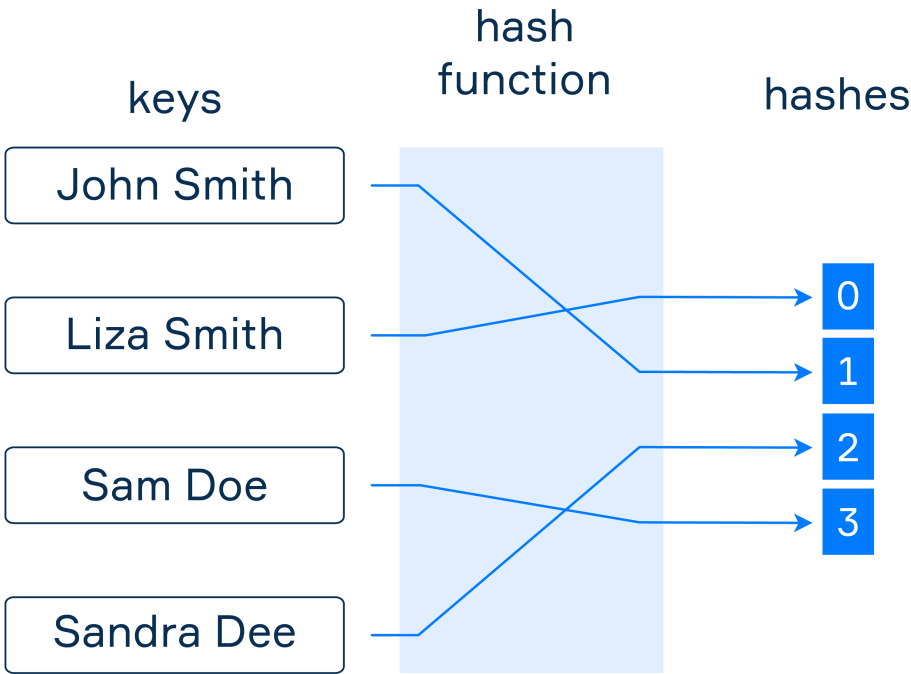 hash
function
keys
hashes
John Smith
Liza Smith
Sam Doe
Sandra Dee
0
1
2
3